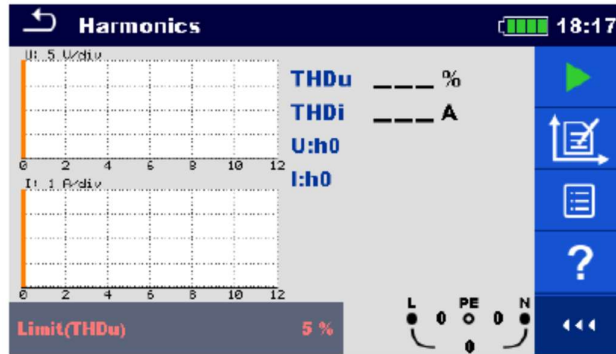 Harmonics 18:17
U: 5 V/div
0 2 4 6 8 10 12
I: 1 A/div
0 2 4 6 8 10 12
THDu ___ %
THDi ___ A
U:h0
I:h0
?
Limit(THDu) 5 %
L PE N
0 0
0